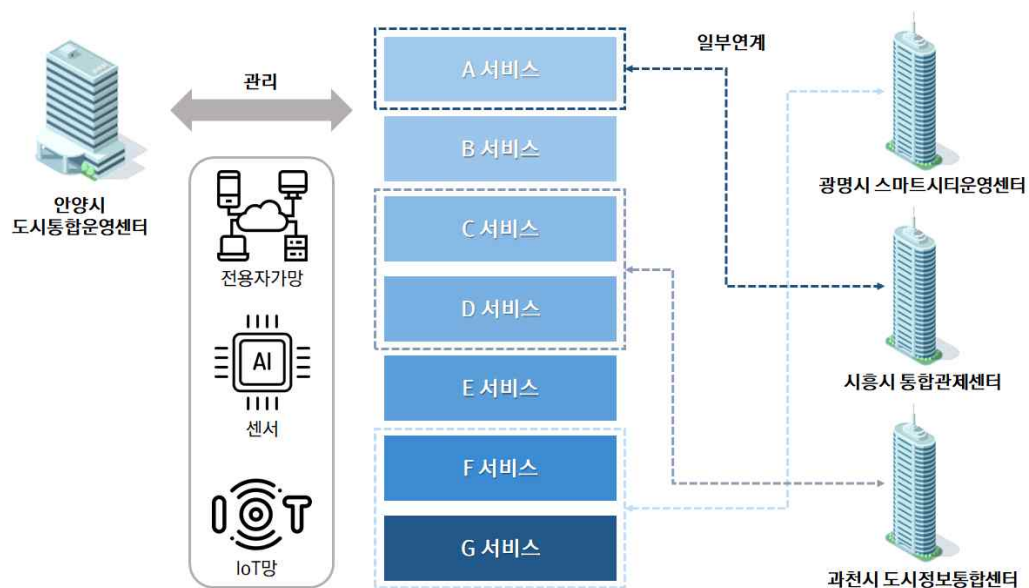 관리
안양시
도시통합운영센터
전용자가망
AI
센서
IOT
IoT망
A 서비스
B 서비스
C 서비스
D 서비스
E 서비스
F 서비스
G 서비스
일부연계
광명시 스마트시티운영센터
시흥시 통합관제센터
과천시 도시정보통합센터